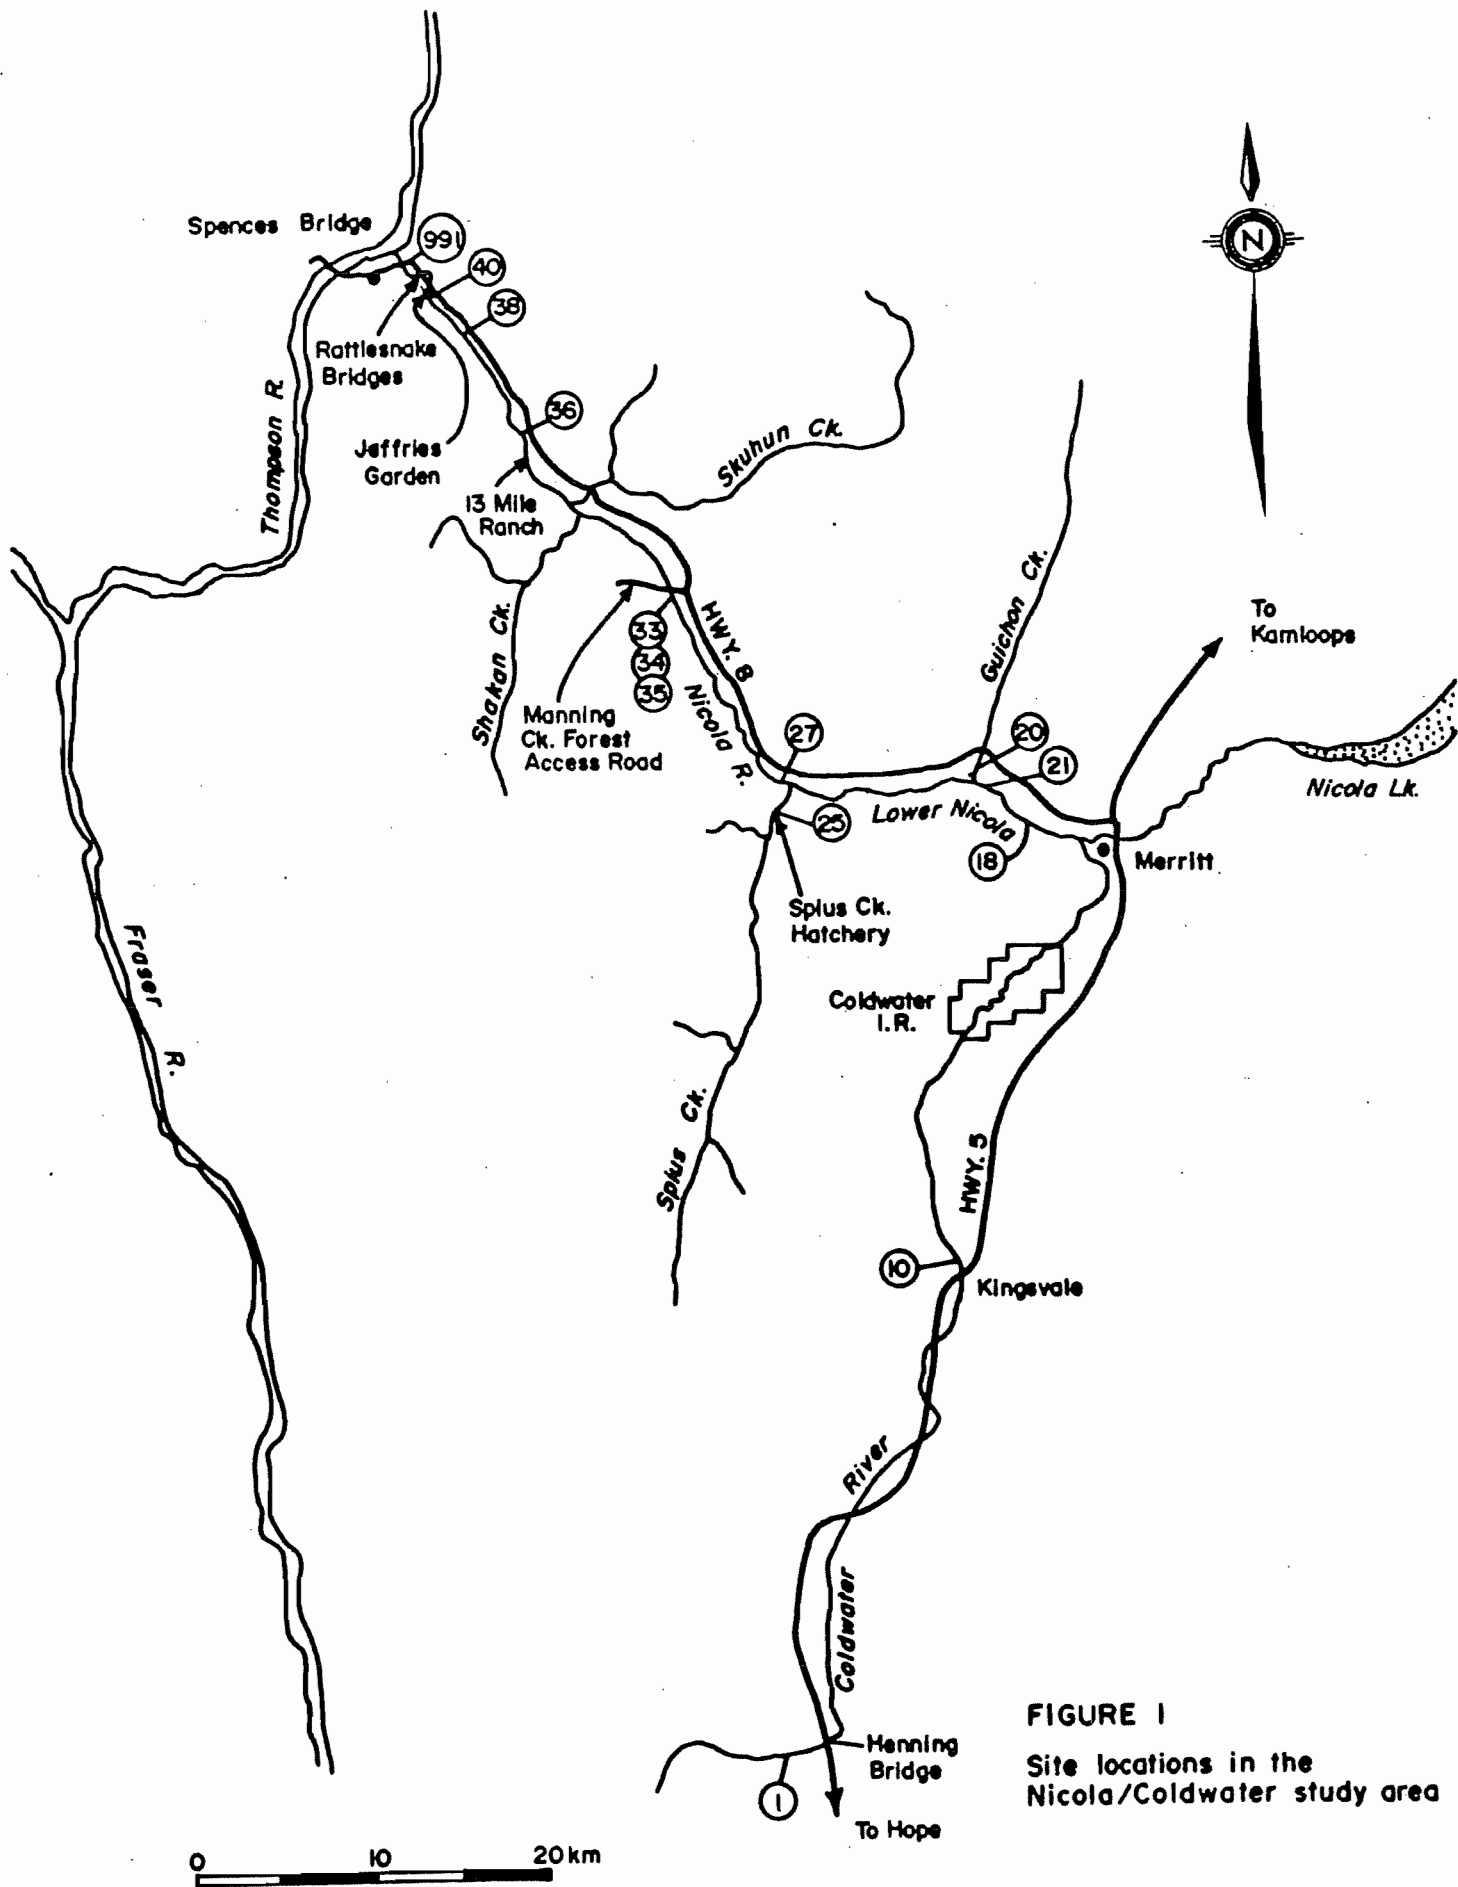 Spences Bridge
991
40
38
N
Rattlesnake
Bridges
Thompson R.
36
Jeffries
Garden
Skuhun Ck.
13 Mile
Ranch
Guichon Ck.
To
Kamloops
Shakan Ck.
HWY. 8
33
34
35
Nicola R.
Manning
Ck. Forest
Access Road
27
20
21
Nicola Lk.
25
Lower Nicola
18
Merritt
Spius Ck.
Hatchery
Fraser R.
Coldwater
I.R.
Spius Ck.
HWY. 5
10
Kingsvale
Coldwater River
Henning
Bridge
1
To Hope
FIGURE 1
Site locations in the
Nicola/Coldwater study area
0 10 20 km